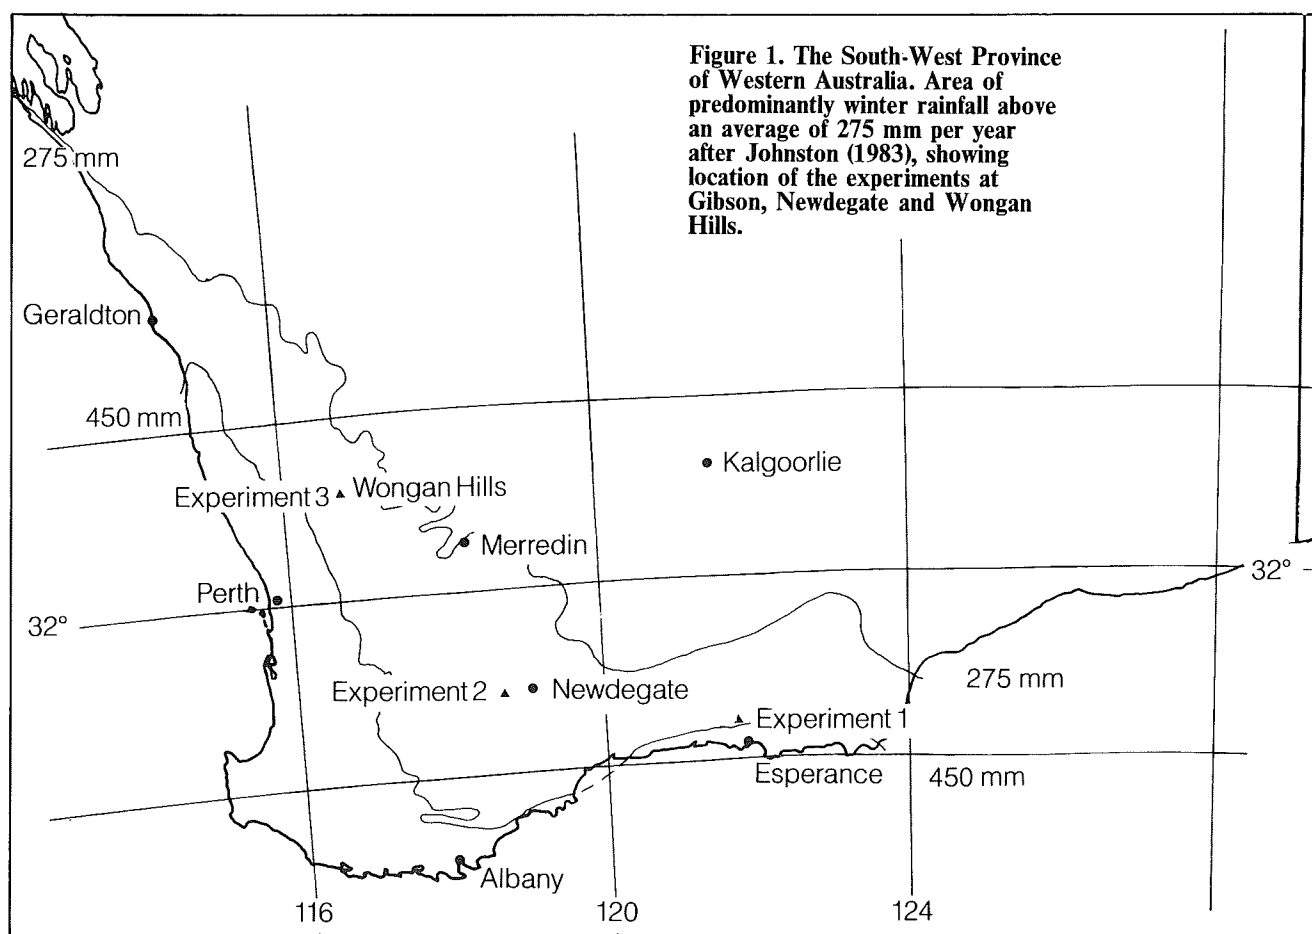 Figure 1. The South-West Province
of Western Australia. Area of
predominantly winter rainfall above
an average of 275 mm per year
after Johnston (1983), showing
location of the experiments at
Gibson, Newdegate and Wongan
Hills.
275 mm
Geraldton
450 mm
Kalgoorlie
Experiment 3
Wongan Hills
Merredin
32°
Perth
32°
275 mm
Experiment 2
Newdegate
Experiment 1
Esperance
450 mm
Albany
116
120
124